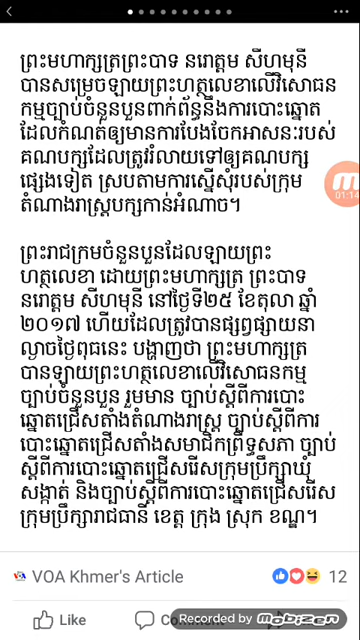 ព្រះមហាក្សត្រព្រះបាទ នរោត្តម សីហមុនី
បានសម្រេចឡាយព្រះហត្ថលេខាលើវិសោធន
កម្មច្បាប់ចំនួនបួនពាក់ព័ន្ធនឹងការបោះឆ្នោត
ដែលកំណត់ឲ្យមានការបែងចែកអាសនៈរបស់
គណបក្សដែលត្រូវរំលាយទៅឲ្យគណបក្ស
ផ្សេងទៀត ស្របតាមការស្នើសុំរបស់ក្រុម
តំណាងរាស្ត្របក្សកាន់អំណាច។
01:14
ព្រះរាជក្រមចំនួនបួនដែលឡាយព្រះ
ហត្ថលេខា ដោយព្រះមហាក្សត្រ ព្រះបាទ
នរោត្តម សីហមុនី នៅថ្ងៃទី២៥ ខែតុលា ឆ្នាំ
២០១៧ ហើយដែលត្រូវបានផ្សព្វផ្សាយនា
ល្ងាចថ្ងៃពុធនេះ បង្ហាញថា ព្រះមហាក្សត្រ
បានឡាយព្រះហត្ថលេខាលើវិសោធនកម្ម
ច្បាប់ចំនួនបួន រួមមាន ច្បាប់ស្តីពីការបោះ
ឆ្នោតជ្រើសតាំងតំណាងរាស្ត្រ ច្បាប់ស្តីពីការ
បោះឆ្នោតជ្រើសតាំងសមាជិកព្រឹទ្ធសភា ច្បាប់
ស្តីពីការបោះឆ្នោតជ្រើសរើសក្រុមប្រឹក្សាឃុំ
សង្កាត់ និងច្បាប់ស្តីពីការបោះឆ្នោតជ្រើសរើស
ក្រុមប្រឹក្សារាជធានី ខេត្ត ក្រុង ស្រុក ខណ្ឌ។
VOA VOA Khmer's Article 12
Like
Recorded by mobizen